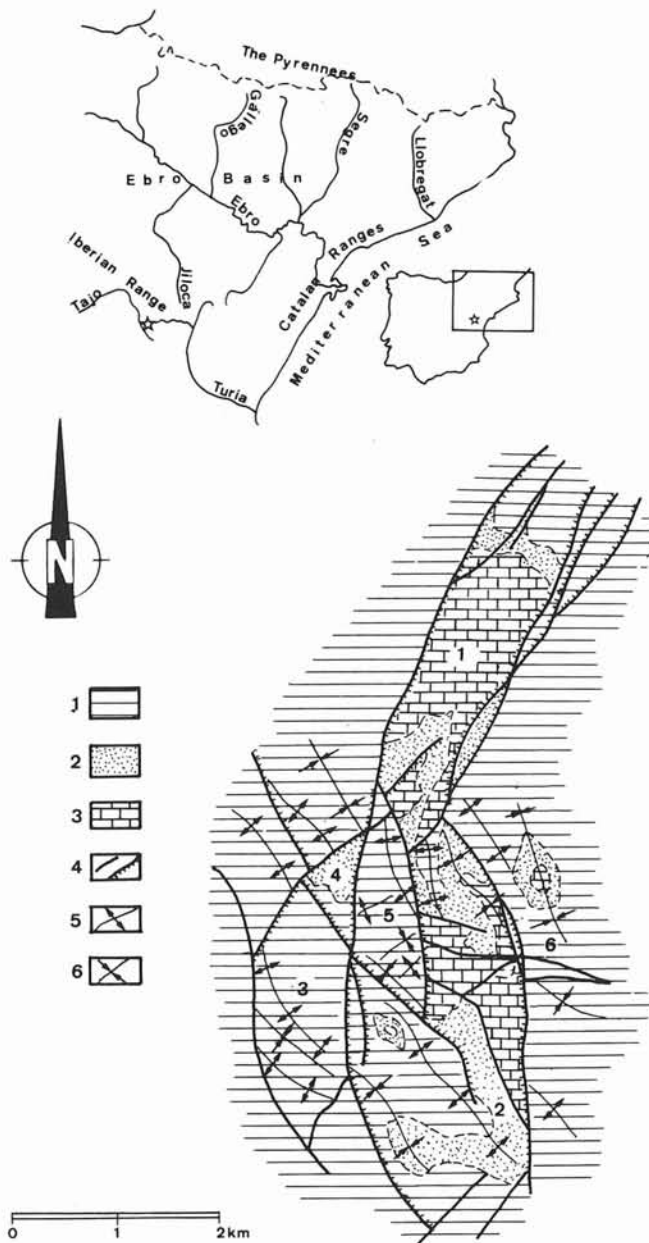 The Pyrennees
Gállego
Segre
Llobregat
Ebro Basin
Ebro
Iberian Range
Jiloca
Tajo
Catalan Ranges
Mediterranean Sea
Turia
N
1
2
3
4
5
6
1
4
5
6
3
2
0 1 2km